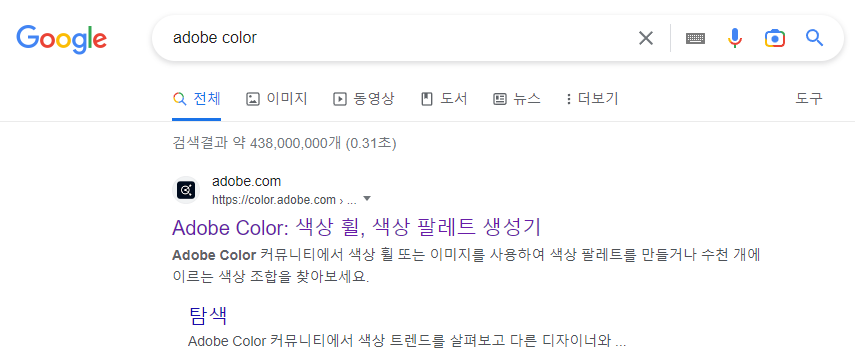 Google
adobe color
전체 이미지 동영상 도서 뉴스 더보기 도구
검색결과 약 438,000,000개 (0.31초)
adobe.com
https://color.adobe.com › ...
Adobe Color: 색상 휠, 색상 팔레트 생성기
Adobe Color 커뮤니티에서 색상 휠 또는 이미지를 사용하여 색상 팔레트를 만들거나 수천 개에
이르는 색상 조합을 찾아보세요.
탐색
Adobe Color 커뮤니티에서 색상 트렌드를 살펴보고 다른 디자이너와 ...